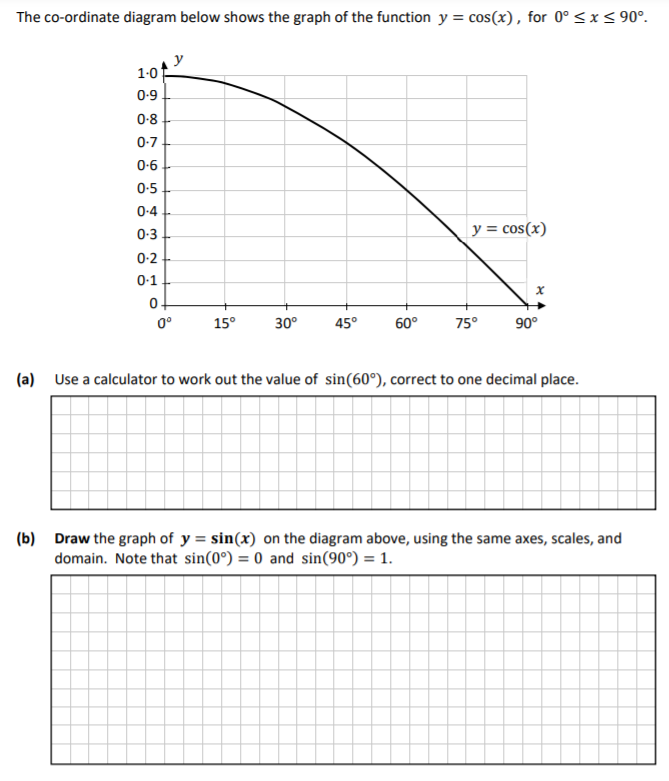 The co-ordinate diagram below shows the graph of the function y = cos(x), for 0° ≤ x ≤ 90°.
y
1·0
0·9
0·8
0·7
0·6
0·5
0·4
0·3
y = cos(x)
0·2
0·1
x
0
0° 15° 30° 45° 60° 75° 90°
(a) Use a calculator to work out the value of sin(60°), correct to one decimal place.
(b) Draw the graph of y = sin(x) on the diagram above, using the same axes, scales, and
domain. Note that sin(0°) = 0 and sin(90°) = 1.